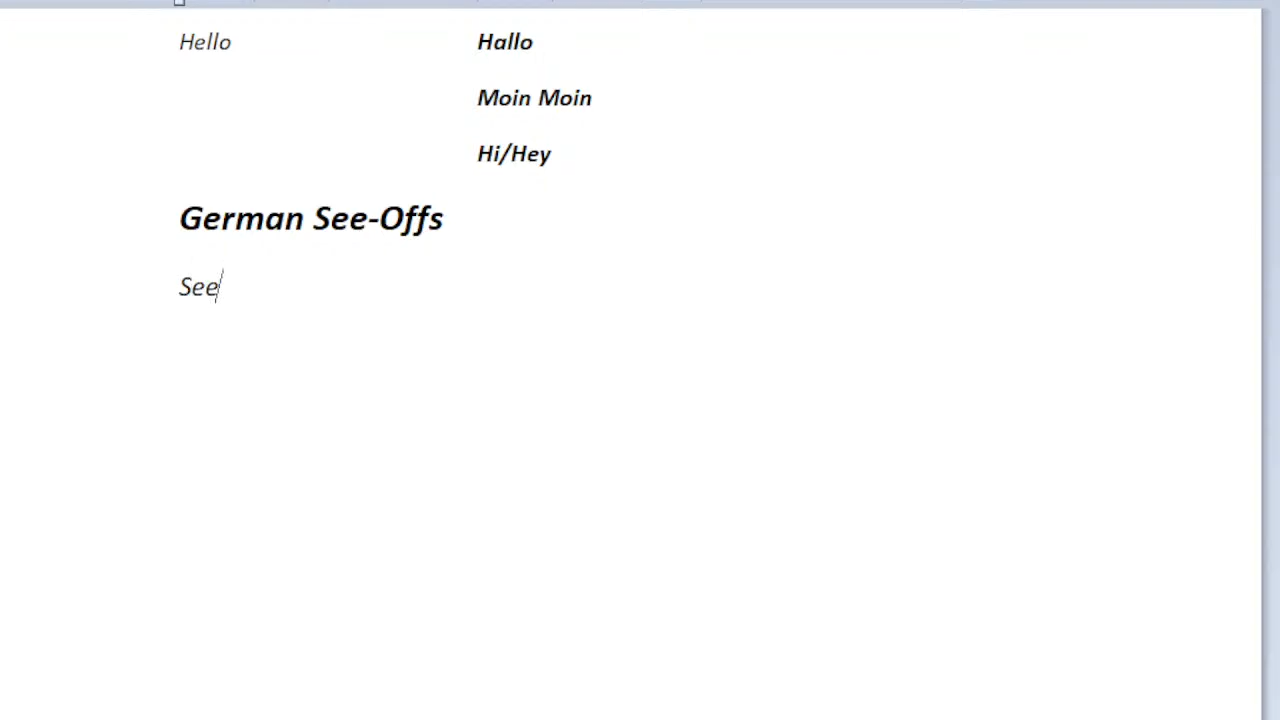 Hello Hallo
Moin Moin
Hi/Hey
German See-Offs
See